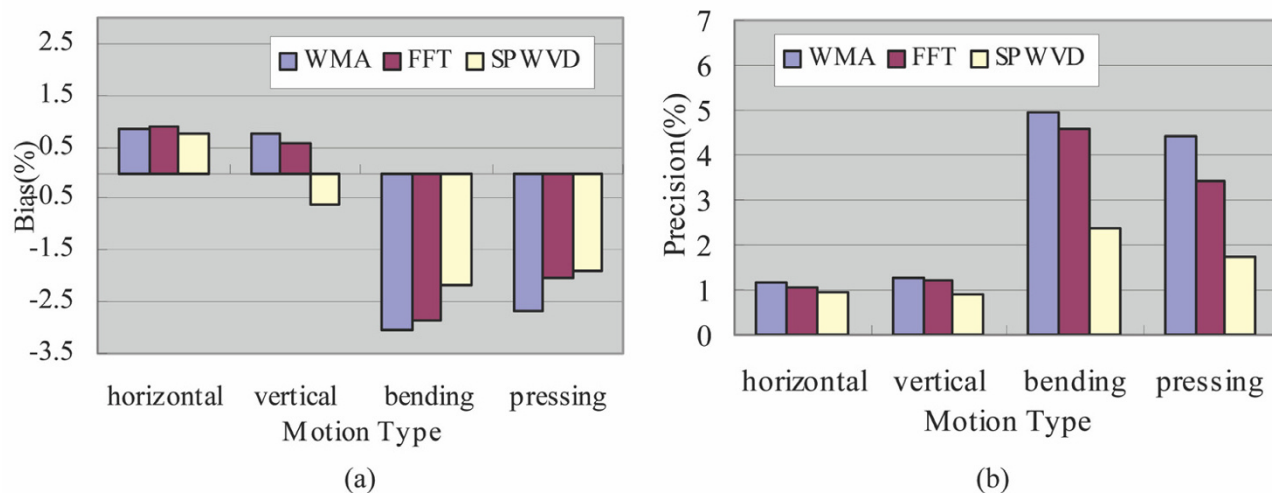 2.5
1.5
0.5
-0.5
-1.5
-2.5
-3.5
Bias(%)
WMA FFT SPWVD
horizontal vertical bending pressing
Motion Type
(a)
7
6
5
4
3
2
1
0
Precision(%)
WMA FFT SPWVD
horizontal vertical bending pressing
Motion Type
(b)